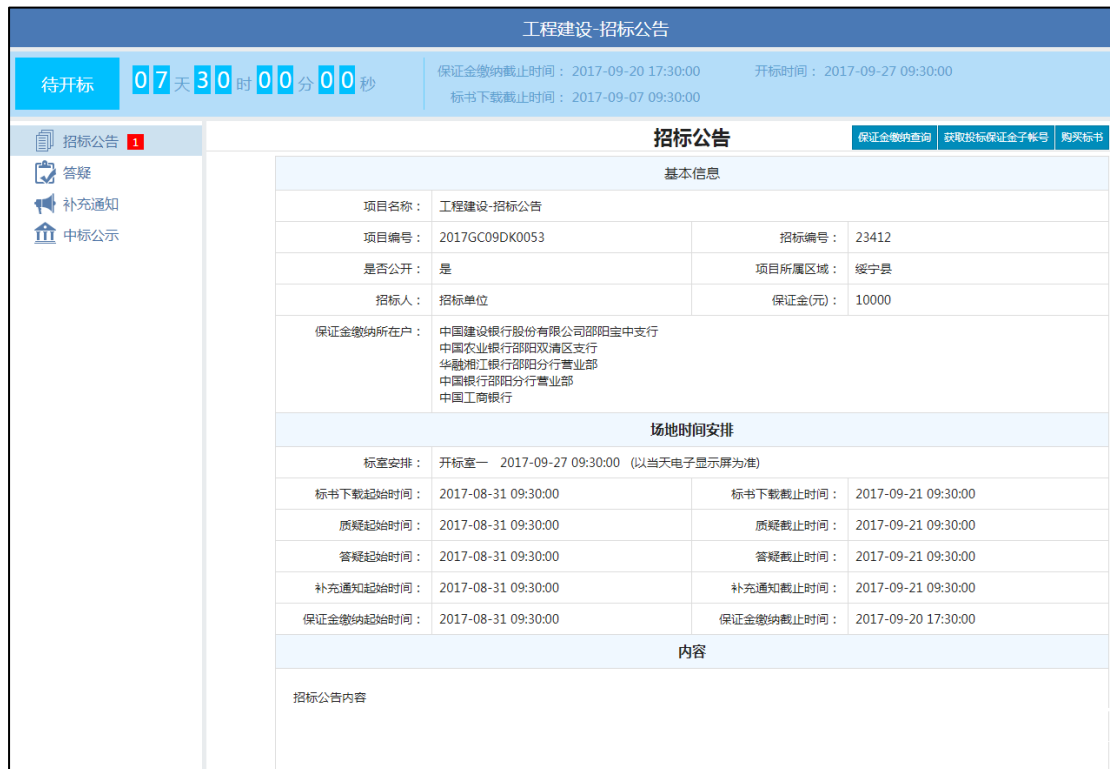 工程建设-招标公告
待开标 07天30时00分00秒 保证金缴纳截止时间： 2017-09-20 17:30:00 开标时间： 2017-09-27 09:30:00
标书下载截止时间： 2017-09-07 09:30:00
招标公告 1
答疑
补充通知
中标公示
招标公告 保证金缴纳查询 获取投标保证金子帐号 购买标书
基本信息
项目名称： 工程建设-招标公告
项目编号： 2017GC09DK0053 招标编号： 23412
是否公开： 是 项目所属区域： 绥宁县
招标人： 招标单位 保证金(元)： 10000
保证金缴纳所在户： 中国建设银行股份有限公司邵阳宝中支行
中国农业银行邵阳双清区支行
华融湘江银行邵阳分行营业部
中国银行邵阳分行营业部
中国工商银行
场地时间安排
标室安排： 开标室一 2017-09-27 09:30:00 (以当天电子显示屏为准)
标书下载起始时间： 2017-08-31 09:30:00 标书下载截止时间： 2017-09-21 09:30:00
质疑起始时间： 2017-08-31 09:30:00 质疑截止时间： 2017-09-21 09:30:00
答疑起始时间： 2017-08-31 09:30:00 答疑截止时间： 2017-09-21 09:30:00
补充通知起始时间： 2017-08-31 09:30:00 补充通知截止时间： 2017-09-21 09:30:00
保证金缴纳起始时间： 2017-08-31 09:30:00 保证金缴纳截止时间： 2017-09-20 17:30:00
内容
招标公告内容